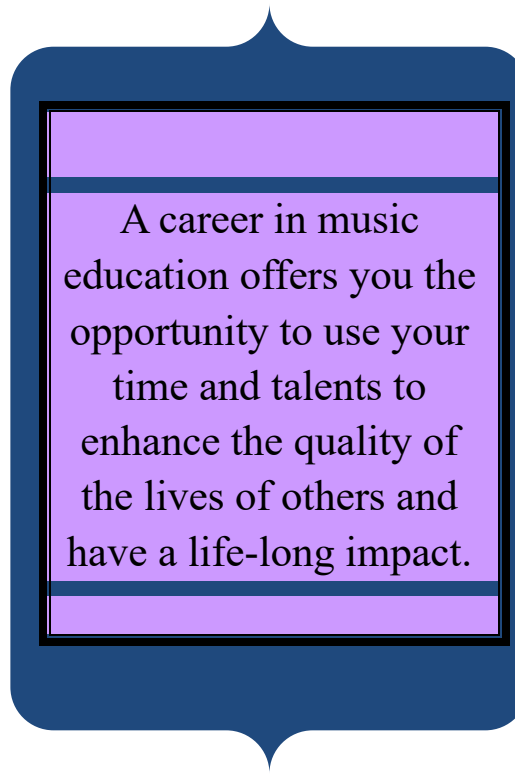 A career in music
education offers you the
opportunity to use your
time and talents to
enhance the quality of
the lives of others and
have a life-long impact.